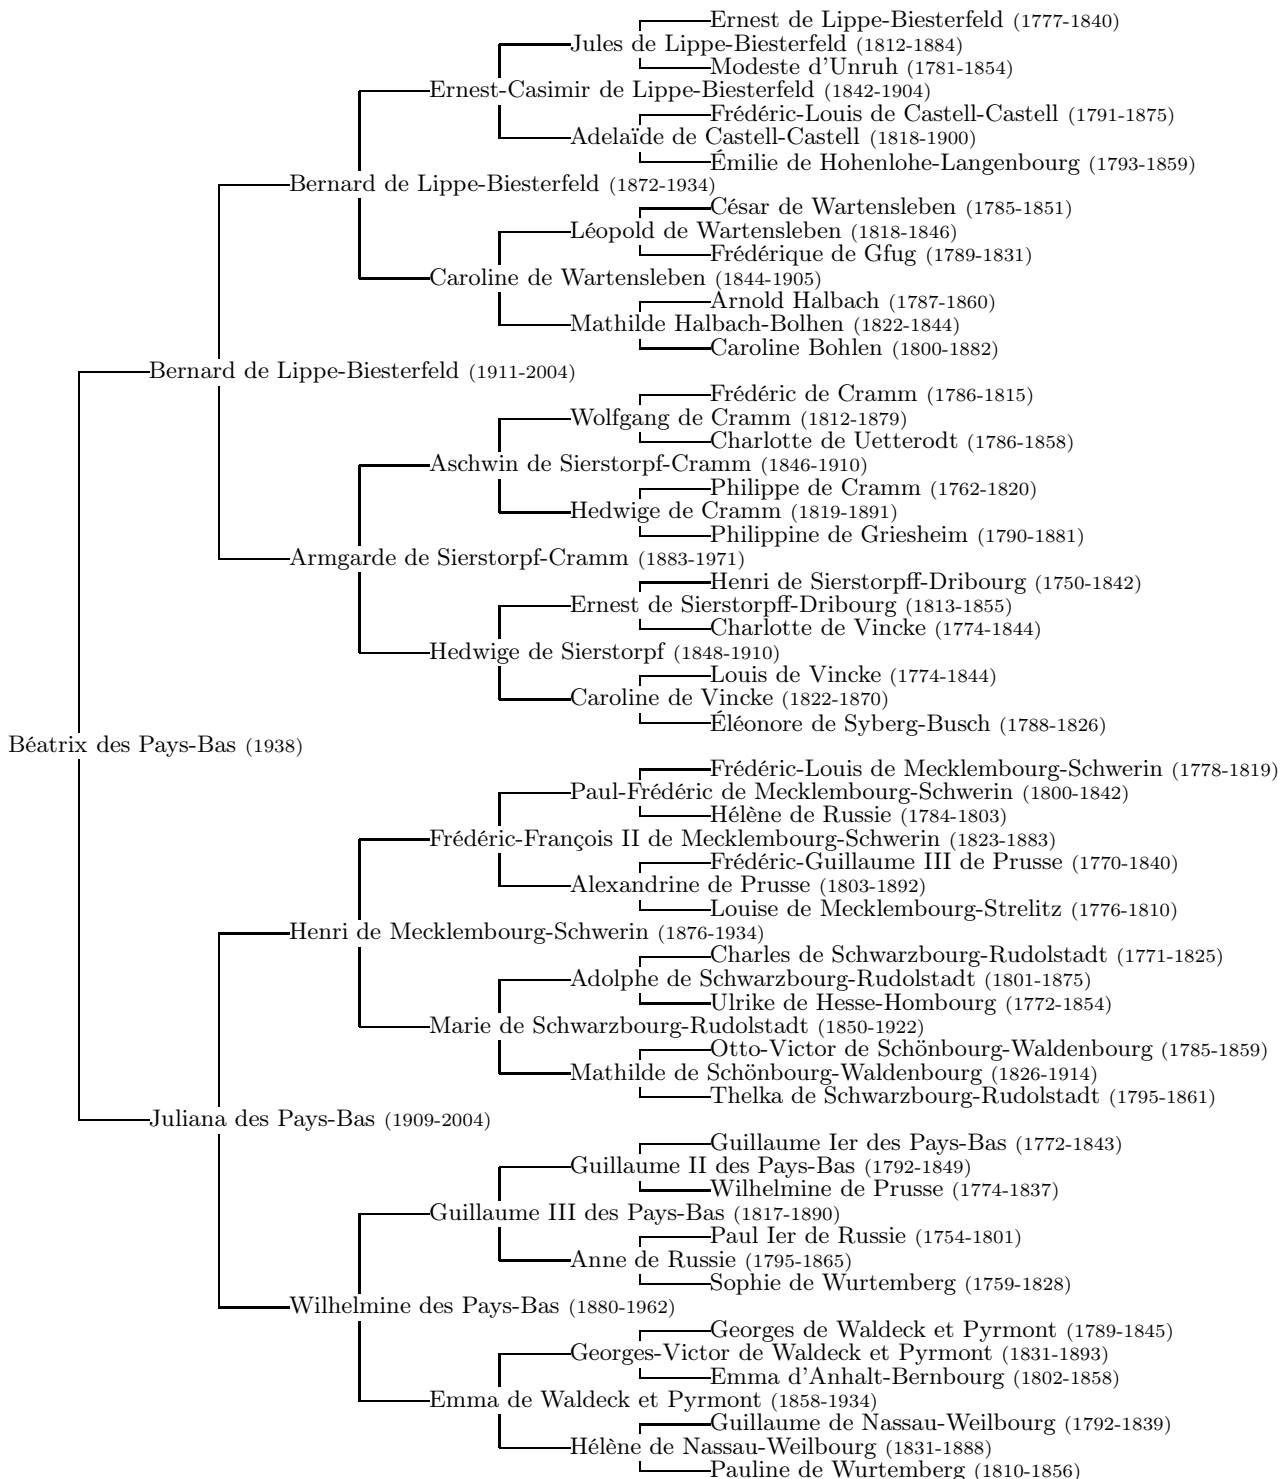 Ernest de Lippe-Biesterfeld (1777-1840)
Jules de Lippe-Biesterfeld (1812-1884)
Modeste d'Unruh (1781-1854)
Ernest-Casimir de Lippe-Biesterfeld (1842-1904)
Frédéric-Louis de Castell-Castell (1791-1875)
Adelaïde de Castell-Castell (1818-1900)
Émilie de Hohenlohe-Langenbourg (1793-1859)
Bernard de Lippe-Biesterfeld (1872-1934)
César de Wartensleben (1785-1851)
Léopold de Wartensleben (1818-1846)
Frédérique de Gfug (1789-1831)
Caroline de Wartensleben (1844-1905)
Arnold Halbach (1787-1860)
Mathilde Halbach-Bolhen (1822-1844)
Caroline Bohlen (1800-1882)
Bernard de Lippe-Biesterfeld (1911-2004)
Frédéric de Cramm (1786-1815)
Wolfgang de Cramm (1812-1879)
Charlotte de Uetterodt (1786-1858)
Aschwin de Sierstorpf-Cramm (1846-1910)
Philippe de Cramm (1762-1820)
Hedwige de Cramm (1819-1891)
Philippine de Griesheim (1790-1881)
Armgarde de Sierstorpf-Cramm (1883-1971)
Henri de Sierstorpff-Dribourg (1750-1842)
Ernest de Sierstorpff-Dribourg (1813-1855)
Charlotte de Vincke (1774-1844)
Hedwige de Sierstorpf (1848-1910)
Louis de Vincke (1774-1844)
Caroline de Vincke (1822-1870)
Éléonore de Syberg-Busch (1788-1826)
Béatrix des Pays-Bas (1938)
Frédéric-Louis de Mecklembourg-Schwerin (1778-1819)
Paul-Frédéric de Mecklembourg-Schwerin (1800-1842)
Hélène de Russie (1784-1803)
Frédéric-François II de Mecklembourg-Schwerin (1823-1883)
Frédéric-Guillaume III de Prusse (1770-1840)
Alexandrine de Prusse (1803-1892)
Louise de Mecklembourg-Strelitz (1776-1810)
Henri de Mecklembourg-Schwerin (1876-1934)
Charles de Schwarzbourg-Rudolstadt (1771-1825)
Adolphe de Schwarzbourg-Rudolstadt (1801-1875)
Ulrike de Hesse-Hombourg (1772-1854)
Marie de Schwarzbourg-Rudolstadt (1850-1922)
Otto-Victor de Schönbourg-Waldenbourg (1785-1859)
Mathilde de Schönbourg-Waldenbourg (1826-1914)
Thelka de Schwarzbourg-Rudolstadt (1795-1861)
Juliana des Pays-Bas (1909-2004)
Guillaume Ier des Pays-Bas (1772-1843)
Guillaume II des Pays-Bas (1792-1849)
Wilhelmine de Prusse (1774-1837)
Guillaume III des Pays-Bas (1817-1890)
Paul Ier de Russie (1754-1801)
Anne de Russie (1795-1865)
Sophie de Wurtemberg (1759-1828)
Wilhelmine des Pays-Bas (1880-1962)
Georges de Waldeck et Pyrmont (1789-1845)
Georges-Victor de Waldeck et Pyrmont (1831-1893)
Emma d'Anhalt-Bernbourg (1802-1858)
Emma de Waldeck et Pyrmont (1858-1934)
Guillaume de Nassau-Weilbourg (1792-1839)
Hélène de Nassau-Weilbourg (1831-1888)
Pauline de Wurtemberg (1810-1856)